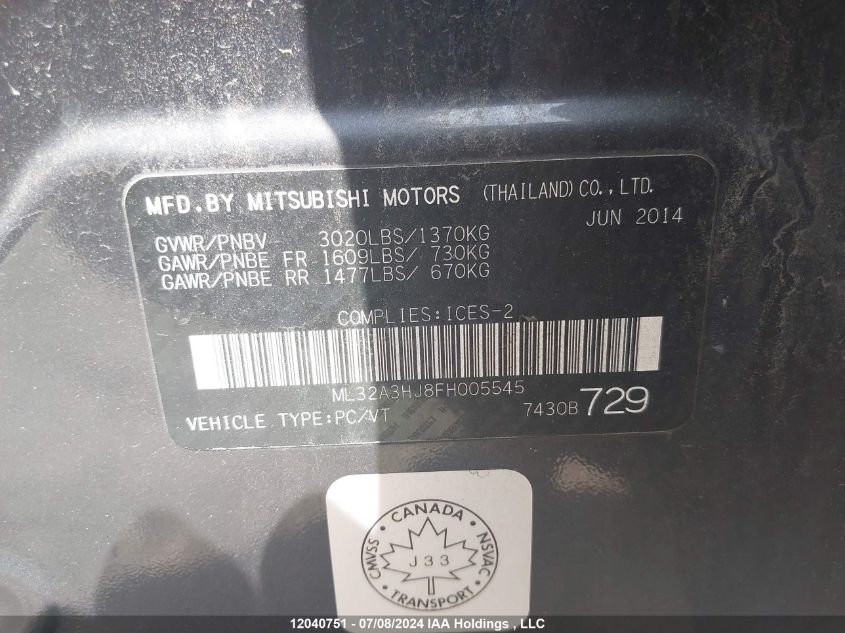 MFD.BY MITSUBISHI MOTORS (THAILAND) CO., LTD.
JUN 2014
GVWR/PNBV 3020LBS/1370KG
GAWR/PNBE FR 1609LBS/ 730KG
GAWR/PNBE RR 1477LBS/ 670KG
COMPLIES:ICES-2
ML32A3HJ8FH005545
VEHICLE TYPE:PC/VT 7430B 729
CANADA
CMVSS J33 NSVAC
TRANSPORT
12040751 - 07/08/2024 IAA Holdings , LLC